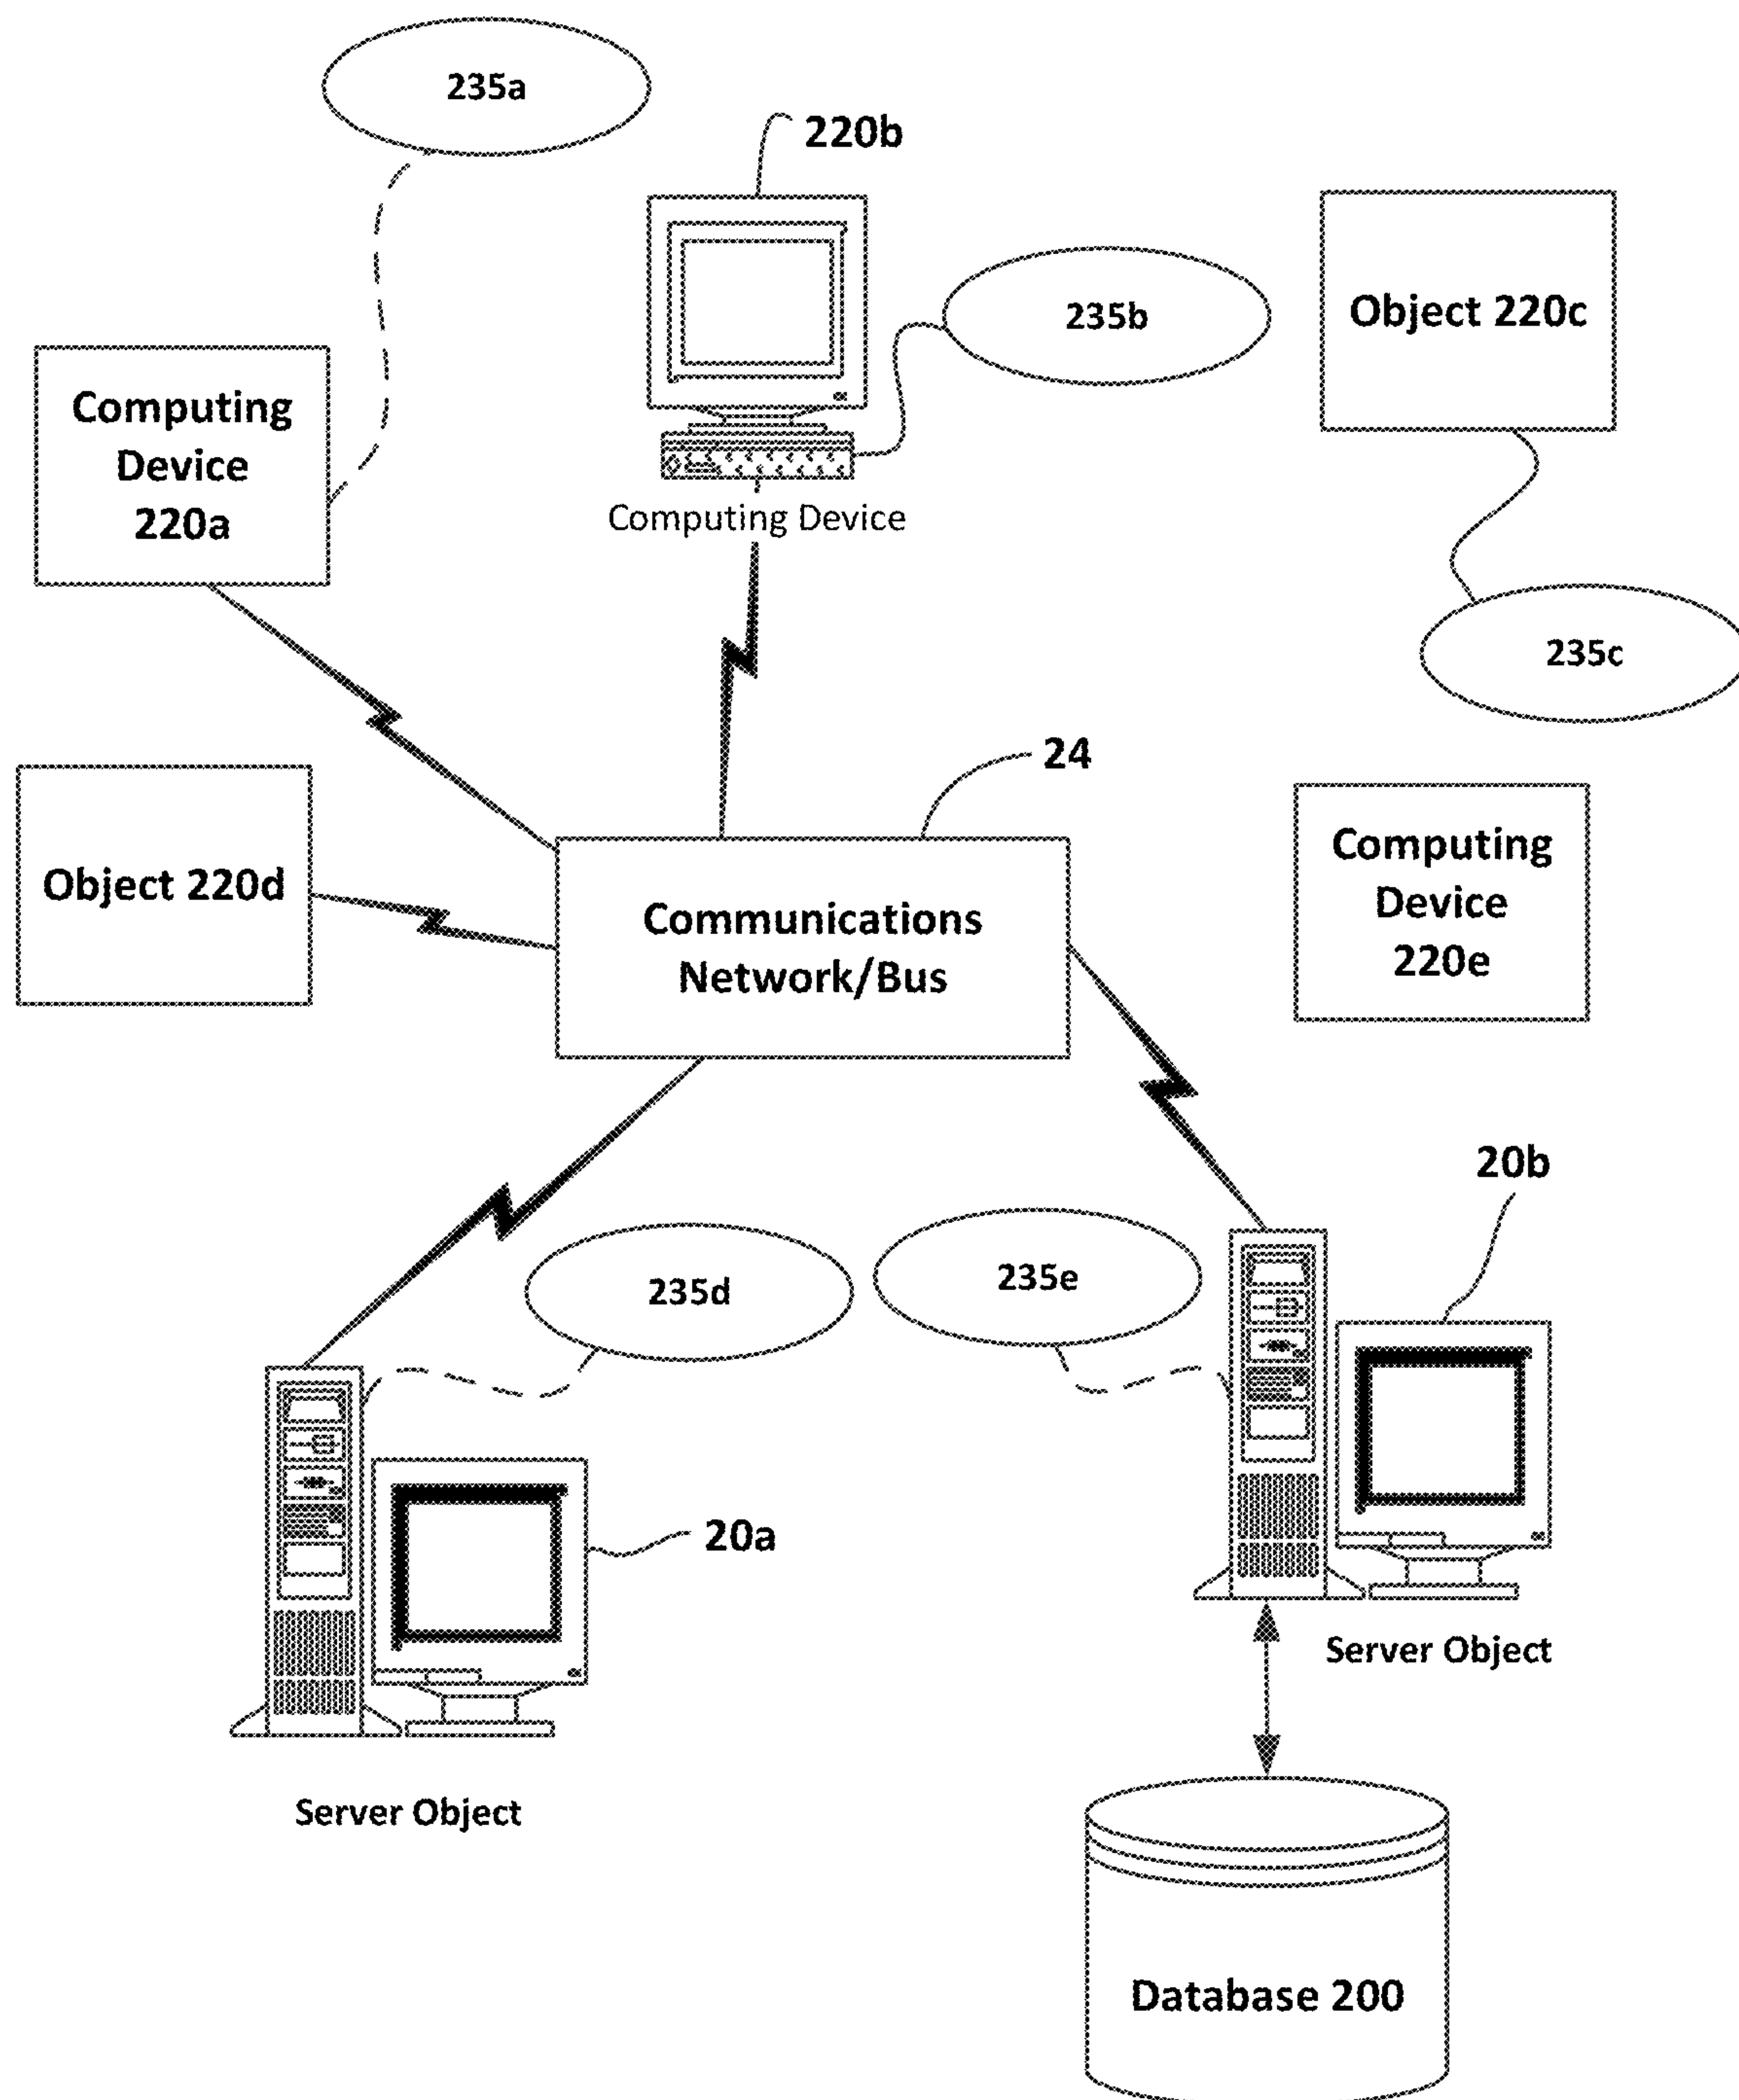 235a
220b
235b
Object 220c
Computing
Device
220a
Computing Device
235c
24
Object 220d
Communications
Network/Bus
Computing
Device
220e
20b
235d
235e
20a
Server Object
Server Object
Database 200